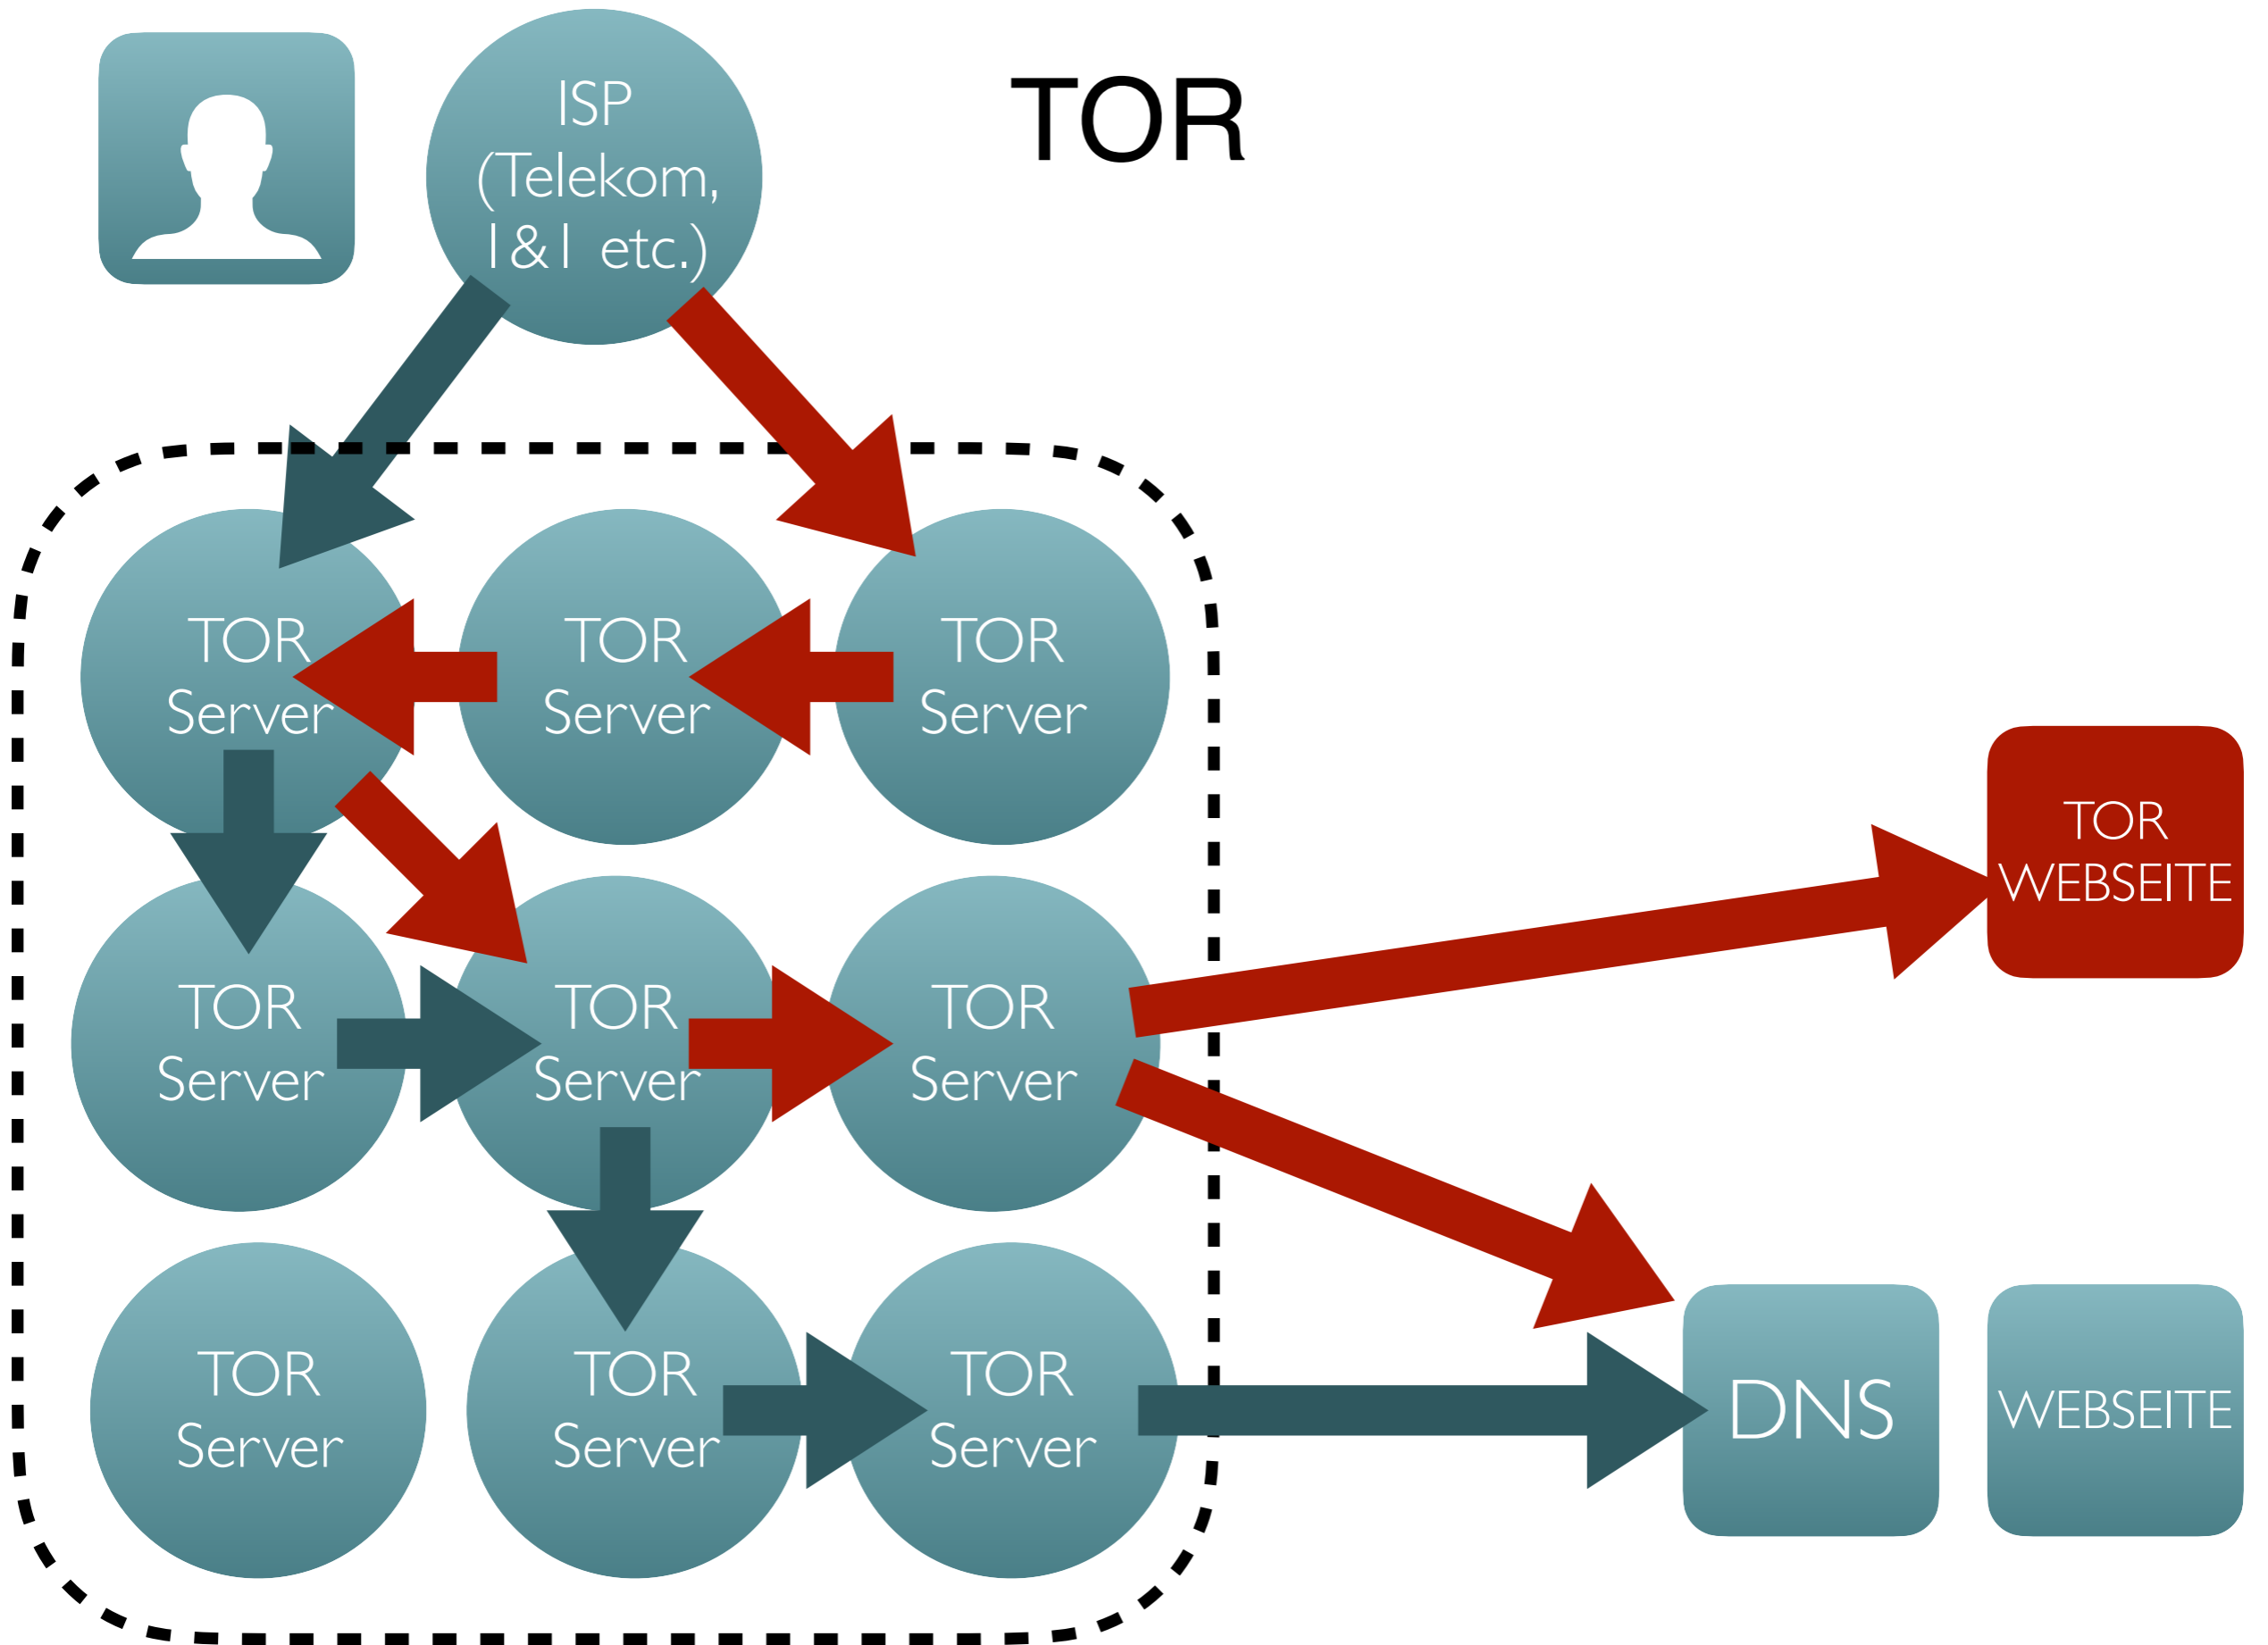 ISP
(Telekom,
1&1 etc.)
TOR
TOR
Server
TOR
Server
TOR
Server
TOR
WEBSEITE
TOR
Server
TOR
Server
TOR
Server
TOR
Server
TOR
Server
TOR
Server
DNS
WEBSEITE